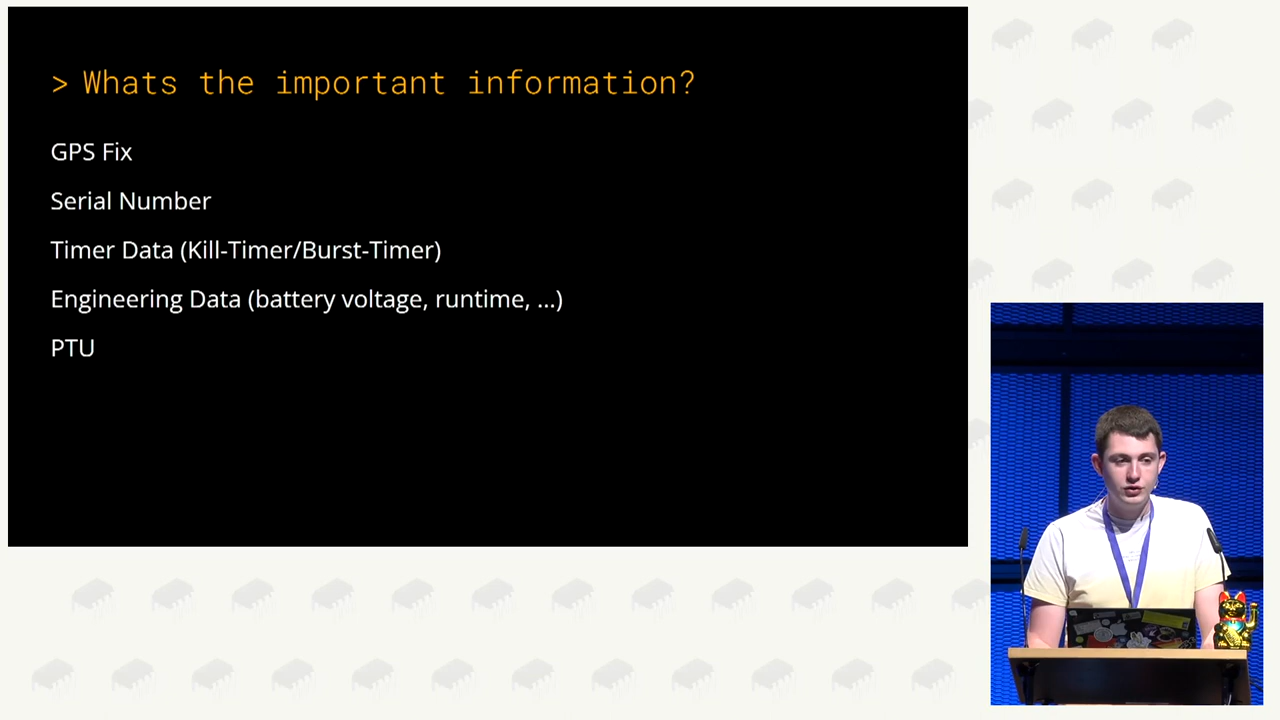 > Whats the important information?
GPS Fix
Serial Number
Timer Data (Kill-Timer/Burst-Timer)
Engineering Data (battery voltage, runtime, ...)
PTU